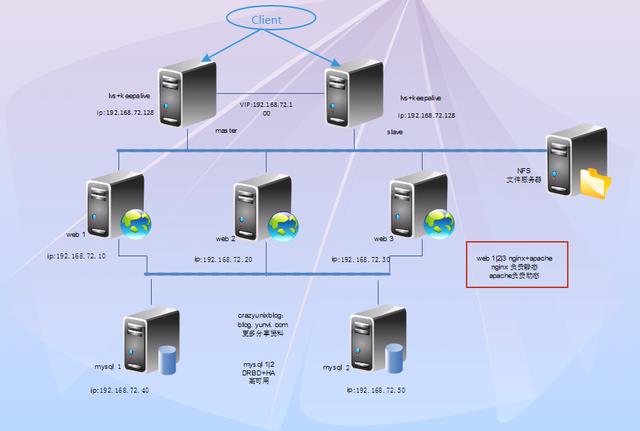 Client
lvs+keepalive
ip:192.168.72.128
VIP:192.168.72.1
00
lvs+keepalive
ip:192.168.72.128
master
slave
NFS
文件服务器
web 1
web 2
web 3
ip:192.168.72.10
ip:192.168.72.20
ip:192.168.72.30
web 1|2|3 nginx+apache
nginx 负责静态
apache负责动态
crazyunixblog:
blog.yunvi.com
更多分享资料
mysql 1
mysql 2
mysql 1|2
DRBD+HA
高可用
ip:192.168.72.40
ip:192.168.72.50